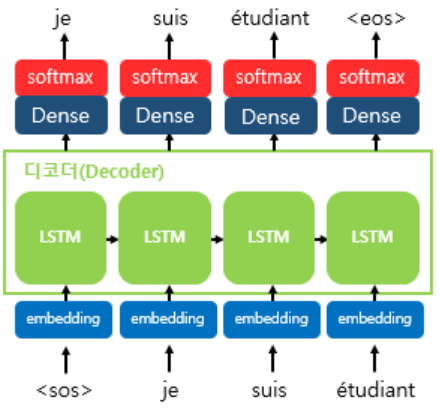 je suis étudiant <eos>
softmax softmax softmax softmax
Dense Dense Dense Dense
디코더(Decoder)
LSTM LSTM LSTM LSTM
embedding embedding embedding embedding
<sos> je suis étudiant